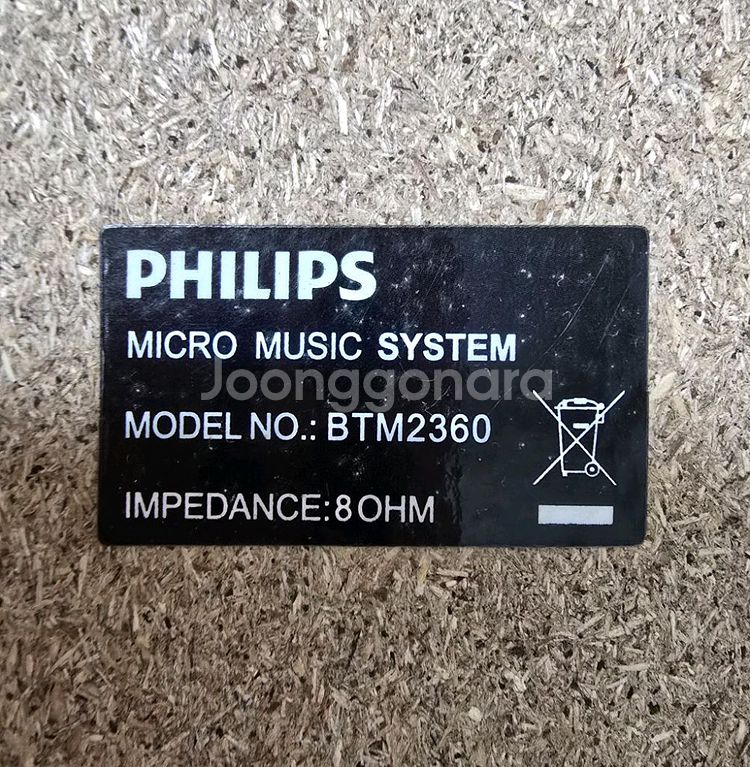 PHILIPS
MICRO MUSIC SYSTEM
Joonggonara
MODEL NO.: BTM2360
IMPEDANCE:8OHM